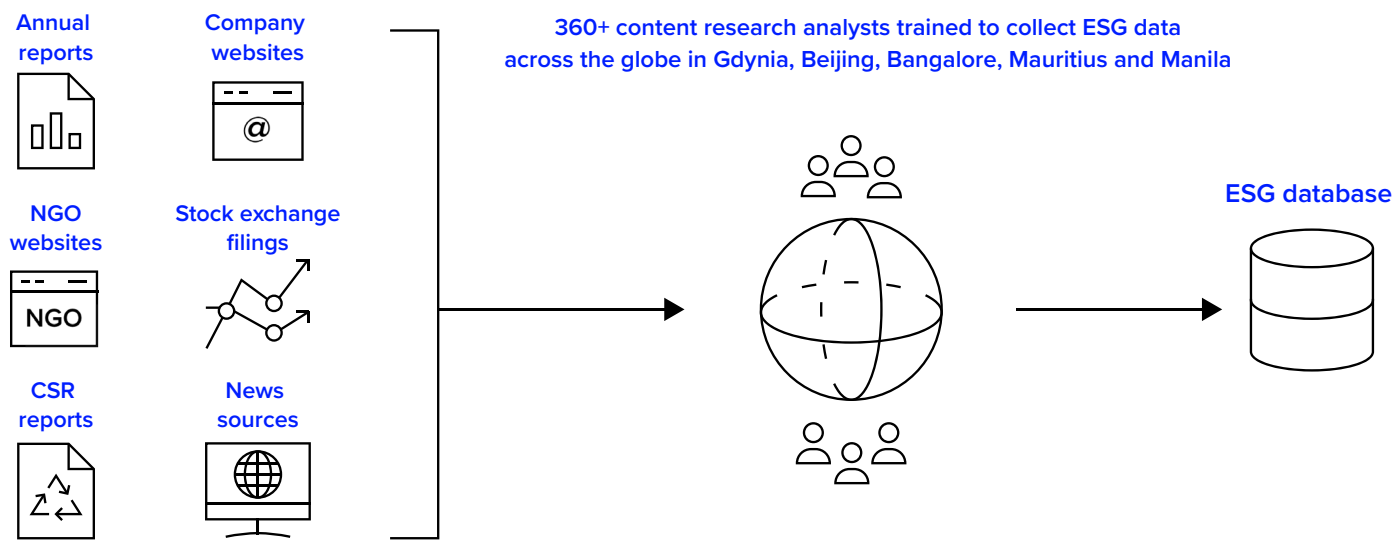 Annual
reports
Company
websites
@
NGO
websites
NGO
Stock exchange
filings
CSR
reports
News
sources
360+ content research analysts trained to collect ESG data
across the globe in Gdynia, Beijing, Bangalore, Mauritius and Manila
ESG database